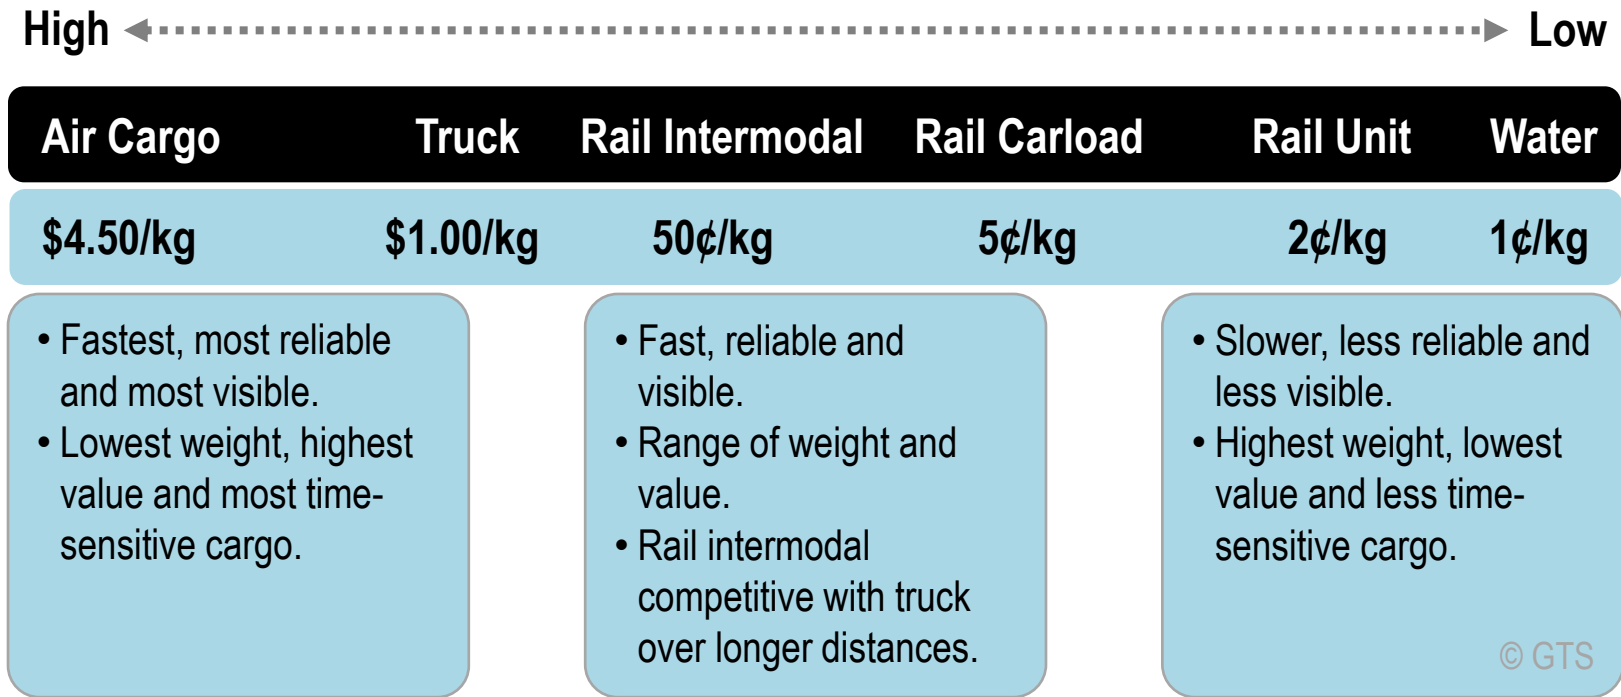 High Low
Air Cargo Truck Rail Intermodal Rail Carload Rail Unit Water
$4.50/kg $1.00/kg 50¢/kg 5¢/kg 2¢/kg 1¢/kg
• Fastest, most reliable
and most visible.
• Lowest weight, highest
value and most time-
sensitive cargo.
• Fast, reliable and
visible.
• Range of weight and
value.
• Rail intermodal
competitive with truck
over longer distances.
• Slower, less reliable and
less visible.
• Highest weight, lowest
value and less time-
sensitive cargo.
© GTS